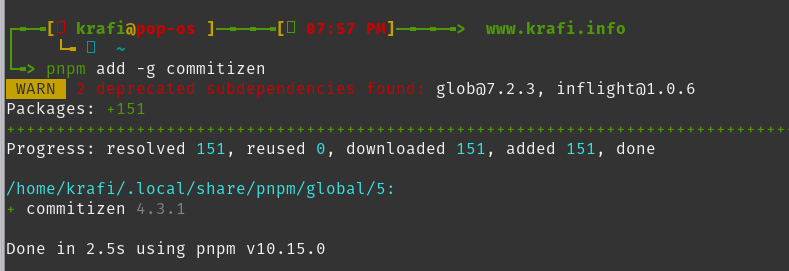 [ krafi@pop-os ]──[ 07:57 PM]──> www.krafi.info
~
─> pnpm add -g commitizen
WARN 2 deprecated subdependencies found: glob@7.2.3, inflight@1.0.6
Packages: +151
++++++++++++++++++++++++++++++++++++++++++++++++++++++++++++++++++++++++++++++
Progress: resolved 151, reused 0, downloaded 151, added 151, done
/home/krafi/.local/share/pnpm/global/5:
+ commitizen 4.3.1
Done in 2.5s using pnpm v10.15.0